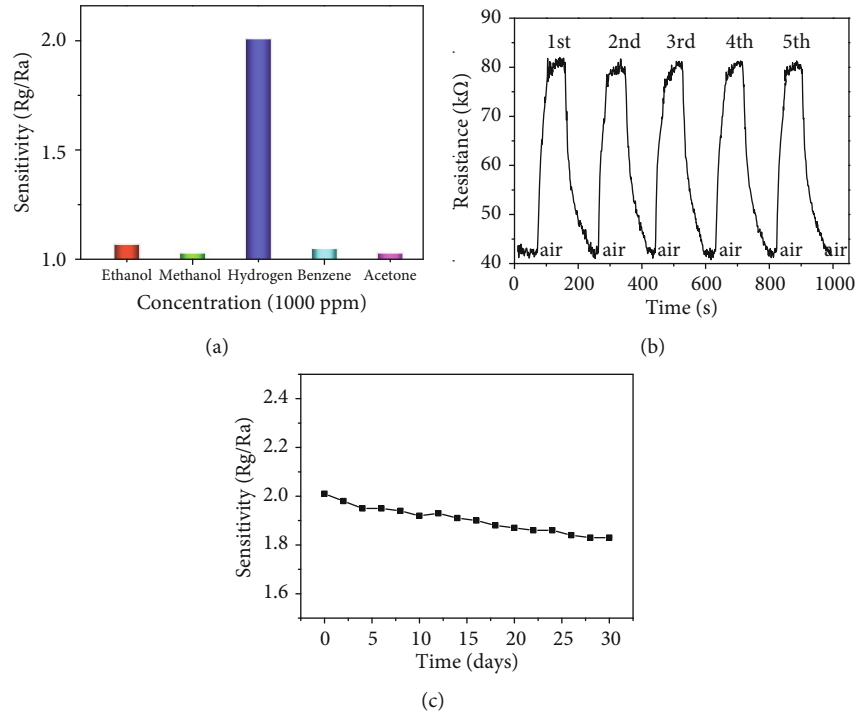 2.0
1.5
1.0
Sensitivity (Rg/Ra)
Ethanol Methanol Hydrogen Benzene Acetone
Concentration (1000 ppm)
(a)
90
80
70
60
50
40
Resistance (kΩ)
1st 2nd 3rd 4th 5th
air air air air air air
0 200 400 600 800 1000
Time (s)
(b)
2.4
2.2
2.0
1.8
1.6
Sensitivity (Rg/Ra)
0 5 10 15 20 25 30
Time (days)
(c)